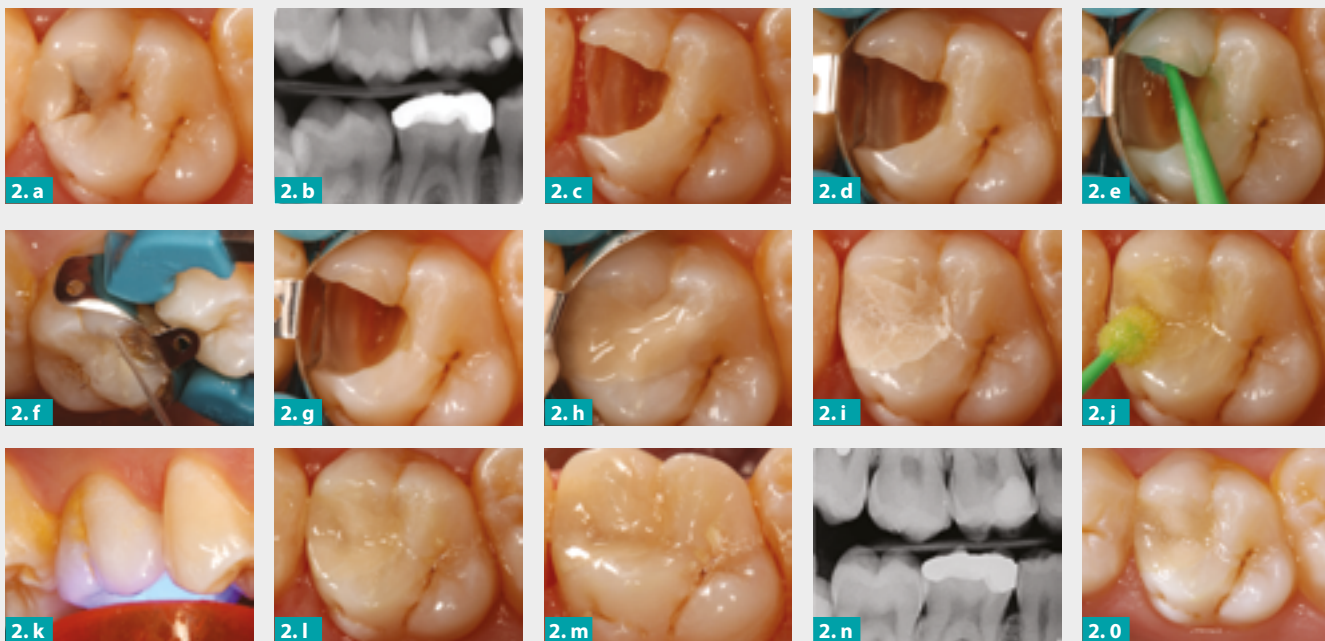 2. a
2. b
2. c
2. d
2. e
2. f
2. g
2. h
2. i
2. j
2. k
2. l
2. m
2. n
2. 0